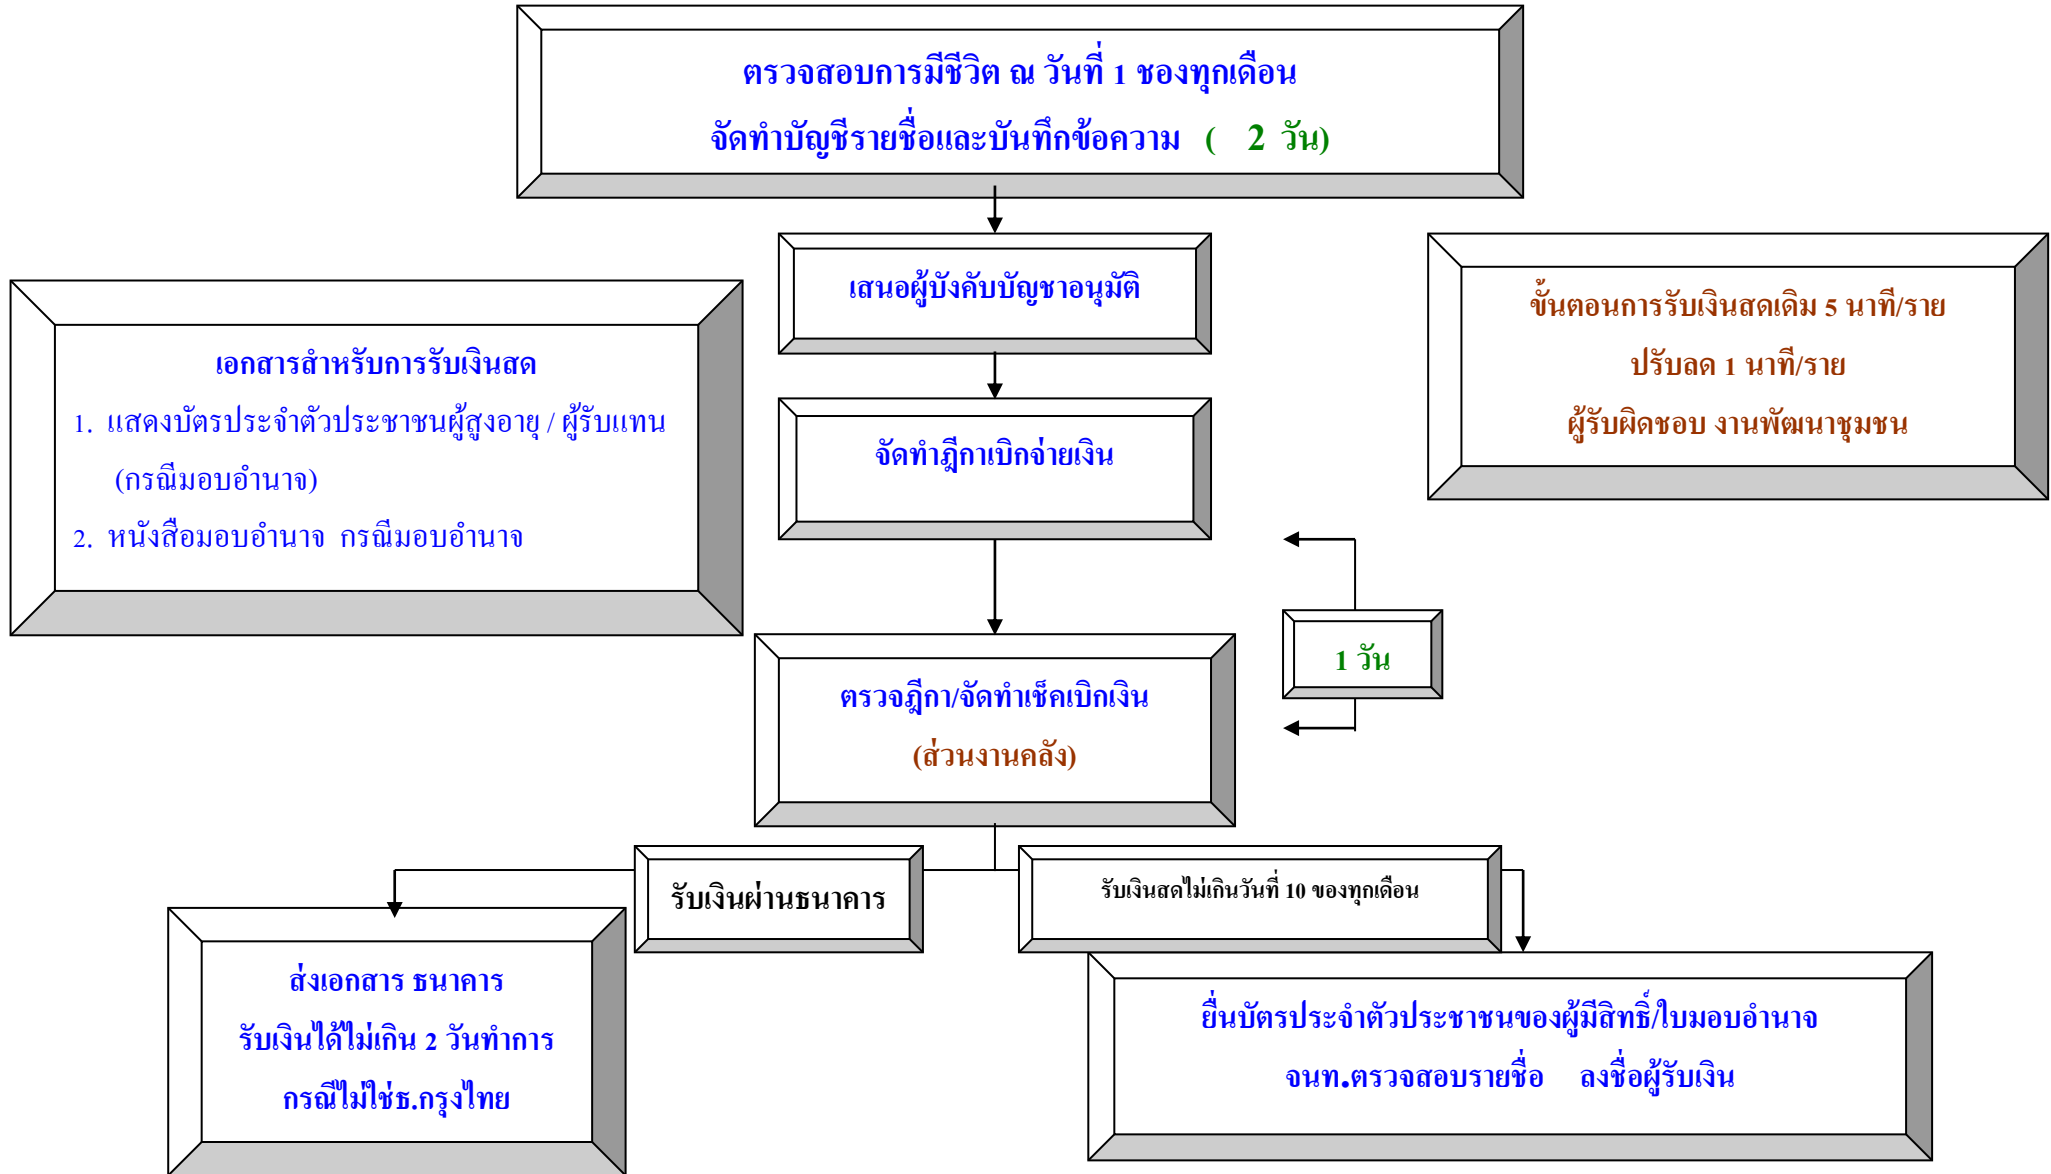 ตรวจสอบการมีชีวิต ณ วันที่ 1 ชองทุกเดือน
จัดทำบัญชีรายชื่อและบันทึกข้อความ ( 2 วัน)
เสนอผู้บังคับบัญชาอนุมัติ
ขั้นตอนการรับเงินสดเดิม 5 นาที/ราย
ปรับลด 1 นาที/ราย
ผู้รับผิดชอบ งานพัฒนาชุมชน
เอกสารสำหรับการรับเงินสด
1. แสดงบัตรประจำตัวประชาชนผู้สูงอายุ / ผู้รับแทน
(กรณีมอบอำนาจ)
2. หนังสือมอบอำนาจ กรณีมอบอำนาจ
จัดทำฎีกาเบิกจ่ายเงิน
1 วัน
ตรวจฎีกา/จัดทำเช็คเบิกเงิน
(ส่วนงานคลัง)
รับเงินผ่านธนาคาร
รับเงินสดไม่เกินวันที่ 10 ของทุกเดือน
ส่งเอกสาร ธนาคาร
รับเงินได้ไม่เกิน 2 วันทำการ
กรณีไม่ใช่ธ.กรุงไทย
ยื่นบัตรประจำตัวประชาชนของผู้มีสิทธิ์/ใบมอบอำนาจ
จนท.ตรวจสอบรายชื่อ ลงชื่อผู้รับเงิน